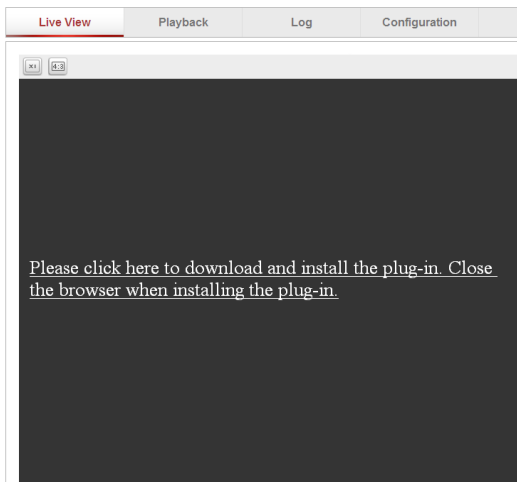 Live View Playback Log Configuration
X1 4:3
Please click here to download and install the plug-in. Close
the browser when installing the plug-in.